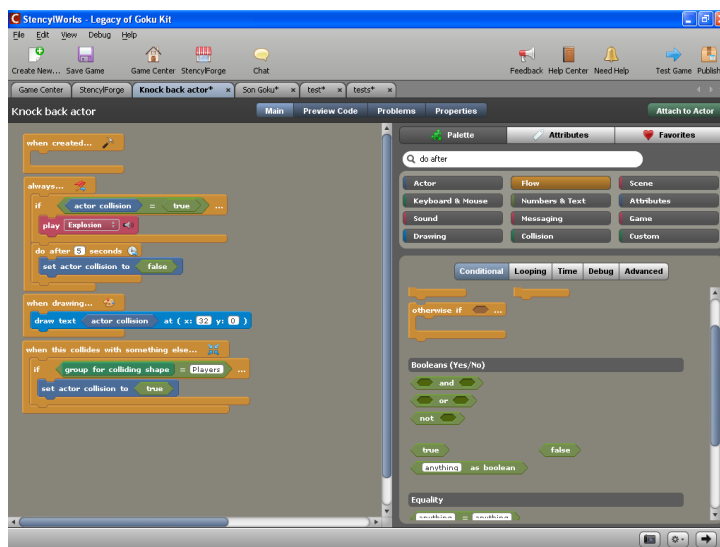 StencylWorks - Legacy of Goku Kit
File Edit View Debug Help
Create New... Save Game Game Center StencylForge Chat Feedback Help Center Need Help Test Game Publish
Game Center StencylForge Knock back actor* x Son Goku* x test* x tests* x
Knock back actor Main Preview Code Problems Properties Attach to Actor
when created...
always...
if actor collision = true ...
play Explosion
do after 5 seconds
set actor collision to false
when drawing...
draw text actor collision at ( x: 32 y: 0 )
when this collides with something else...
if group for colliding shape = Players ...
set actor collision to true
Palette Attributes Favorites
do after
Actor Flow Scene
Keyboard & Mouse Numbers & Text Attributes
Sound Messaging Game
Drawing Collision Custom
Conditional Looping Time Debug Advanced
otherwise if ...
Booleans (Yes/No)
and
or
not
true false
anything as boolean
Equality
anything = anything